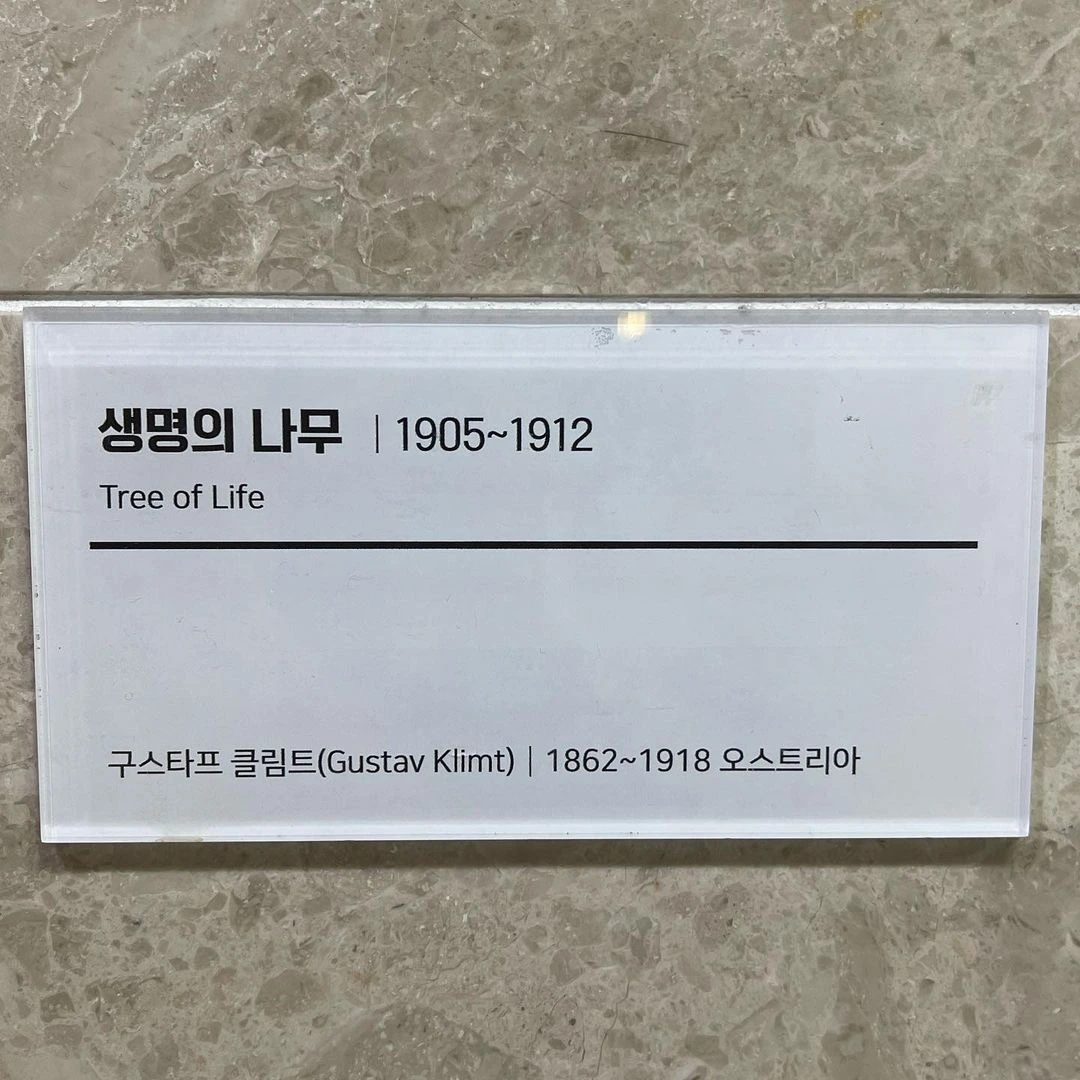 생명의 나무 | 1905~1912
Tree of Life
구스타프 클림트(Gustav Klimt) | 1862~1918 오스트리아